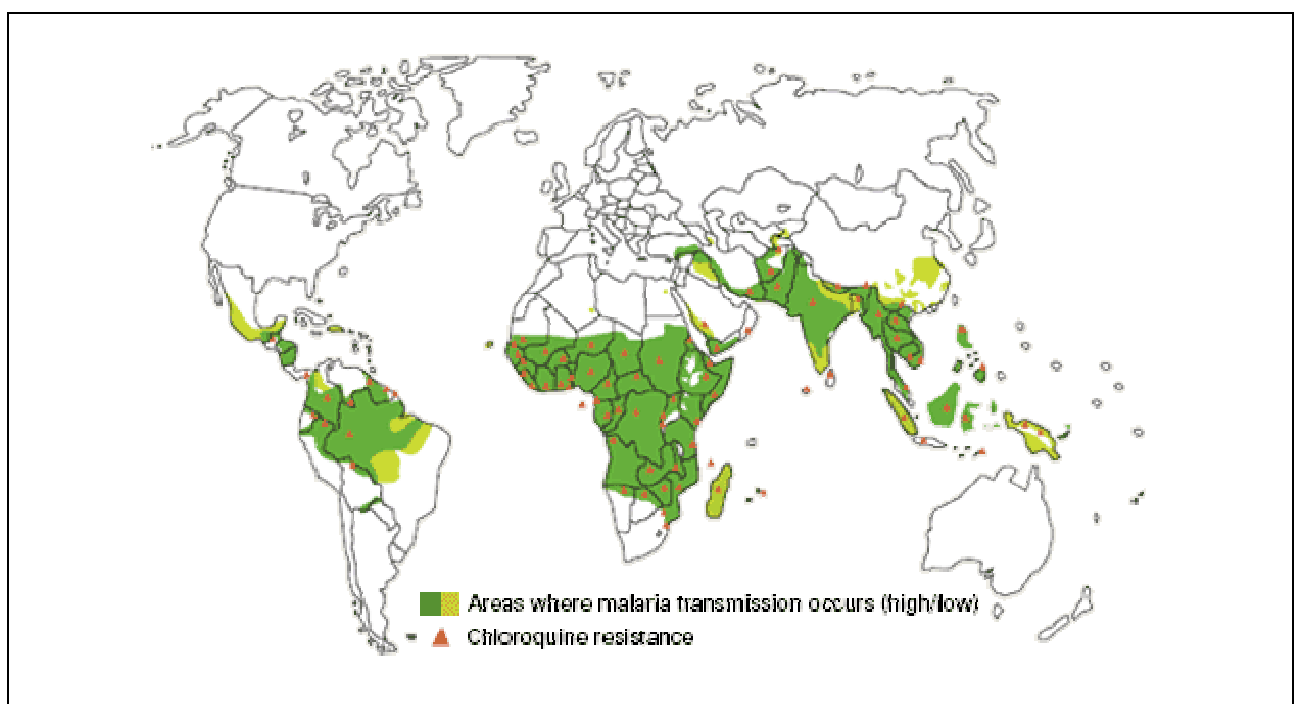 Areas where malaria transmission occurs (high/low)
Chloroquine resistance